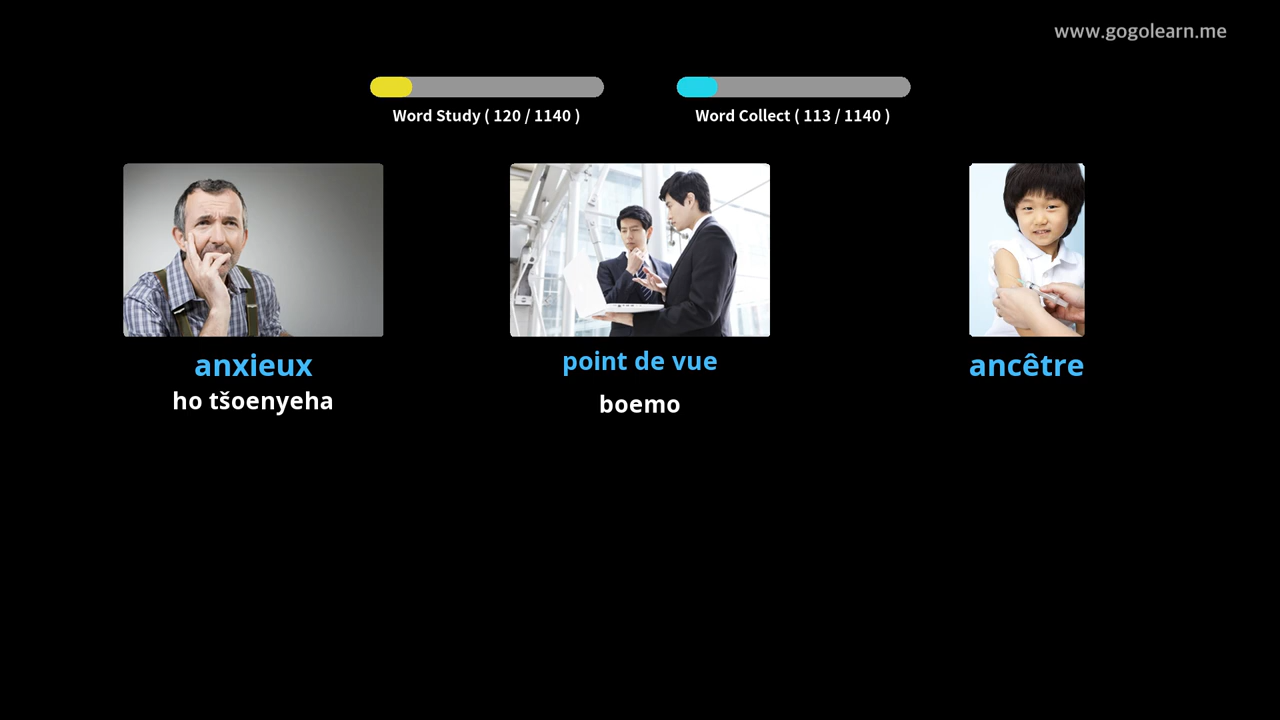 www.gogolearn.me
Word Study ( 120 / 1140 )
Word Collect ( 113 / 1140 )
anxieux
ho tšoenyeha
point de vue
boemo
ancêtre